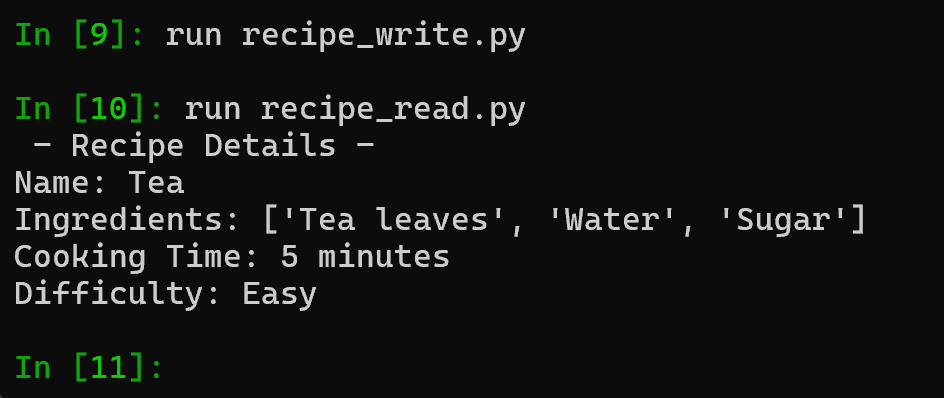 In [9]: run recipe_write.py
In [10]: run recipe_read.py
- Recipe Details -
Name: Tea
Ingredients: ['Tea leaves', 'Water', 'Sugar']
Cooking Time: 5 minutes
Difficulty: Easy
In [11]: